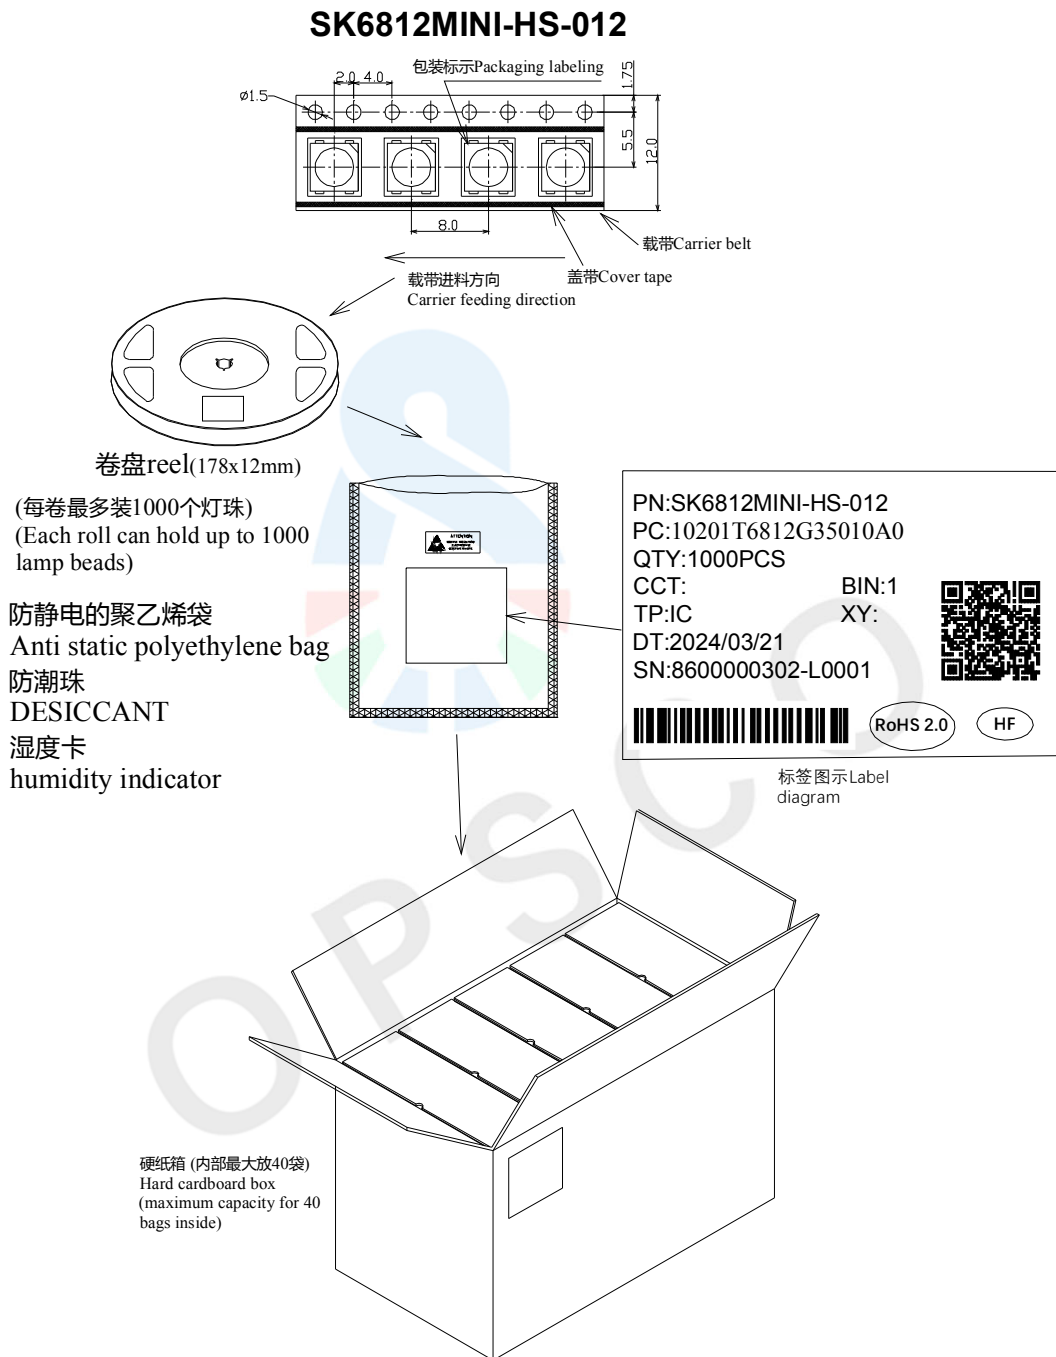 SK6812MINI-HS-012
包装标示Packaging labeling
2.0
4.0
ø1.5
1.75
5.5
12.0
8.0
载带Carrier belt
盖带Cover tape
载带进料方向
Carrier feeding direction
卷盘reel(178x12mm)
(每卷最多装1000个灯珠)
(Each roll can hold up to 1000
lamp beads)
防静电的聚乙烯袋
Anti static polyethylene bag
防潮珠
DESICCANT
湿度卡
humidity indicator
ATTENTION
PN:SK6812MINI-HS-012
PC:10201T6812G35010A0
QTY:1000PCS
CCT: BIN:1
TP:IC XY:
DT:2024/03/21
SN:8600000302-L0001
RoHS 2.0
HF
标签图示Label
diagram
OPSCO
硬纸箱 (内部最大放40袋)
Hard cardboard box
(maximum capacity for 40
bags inside)